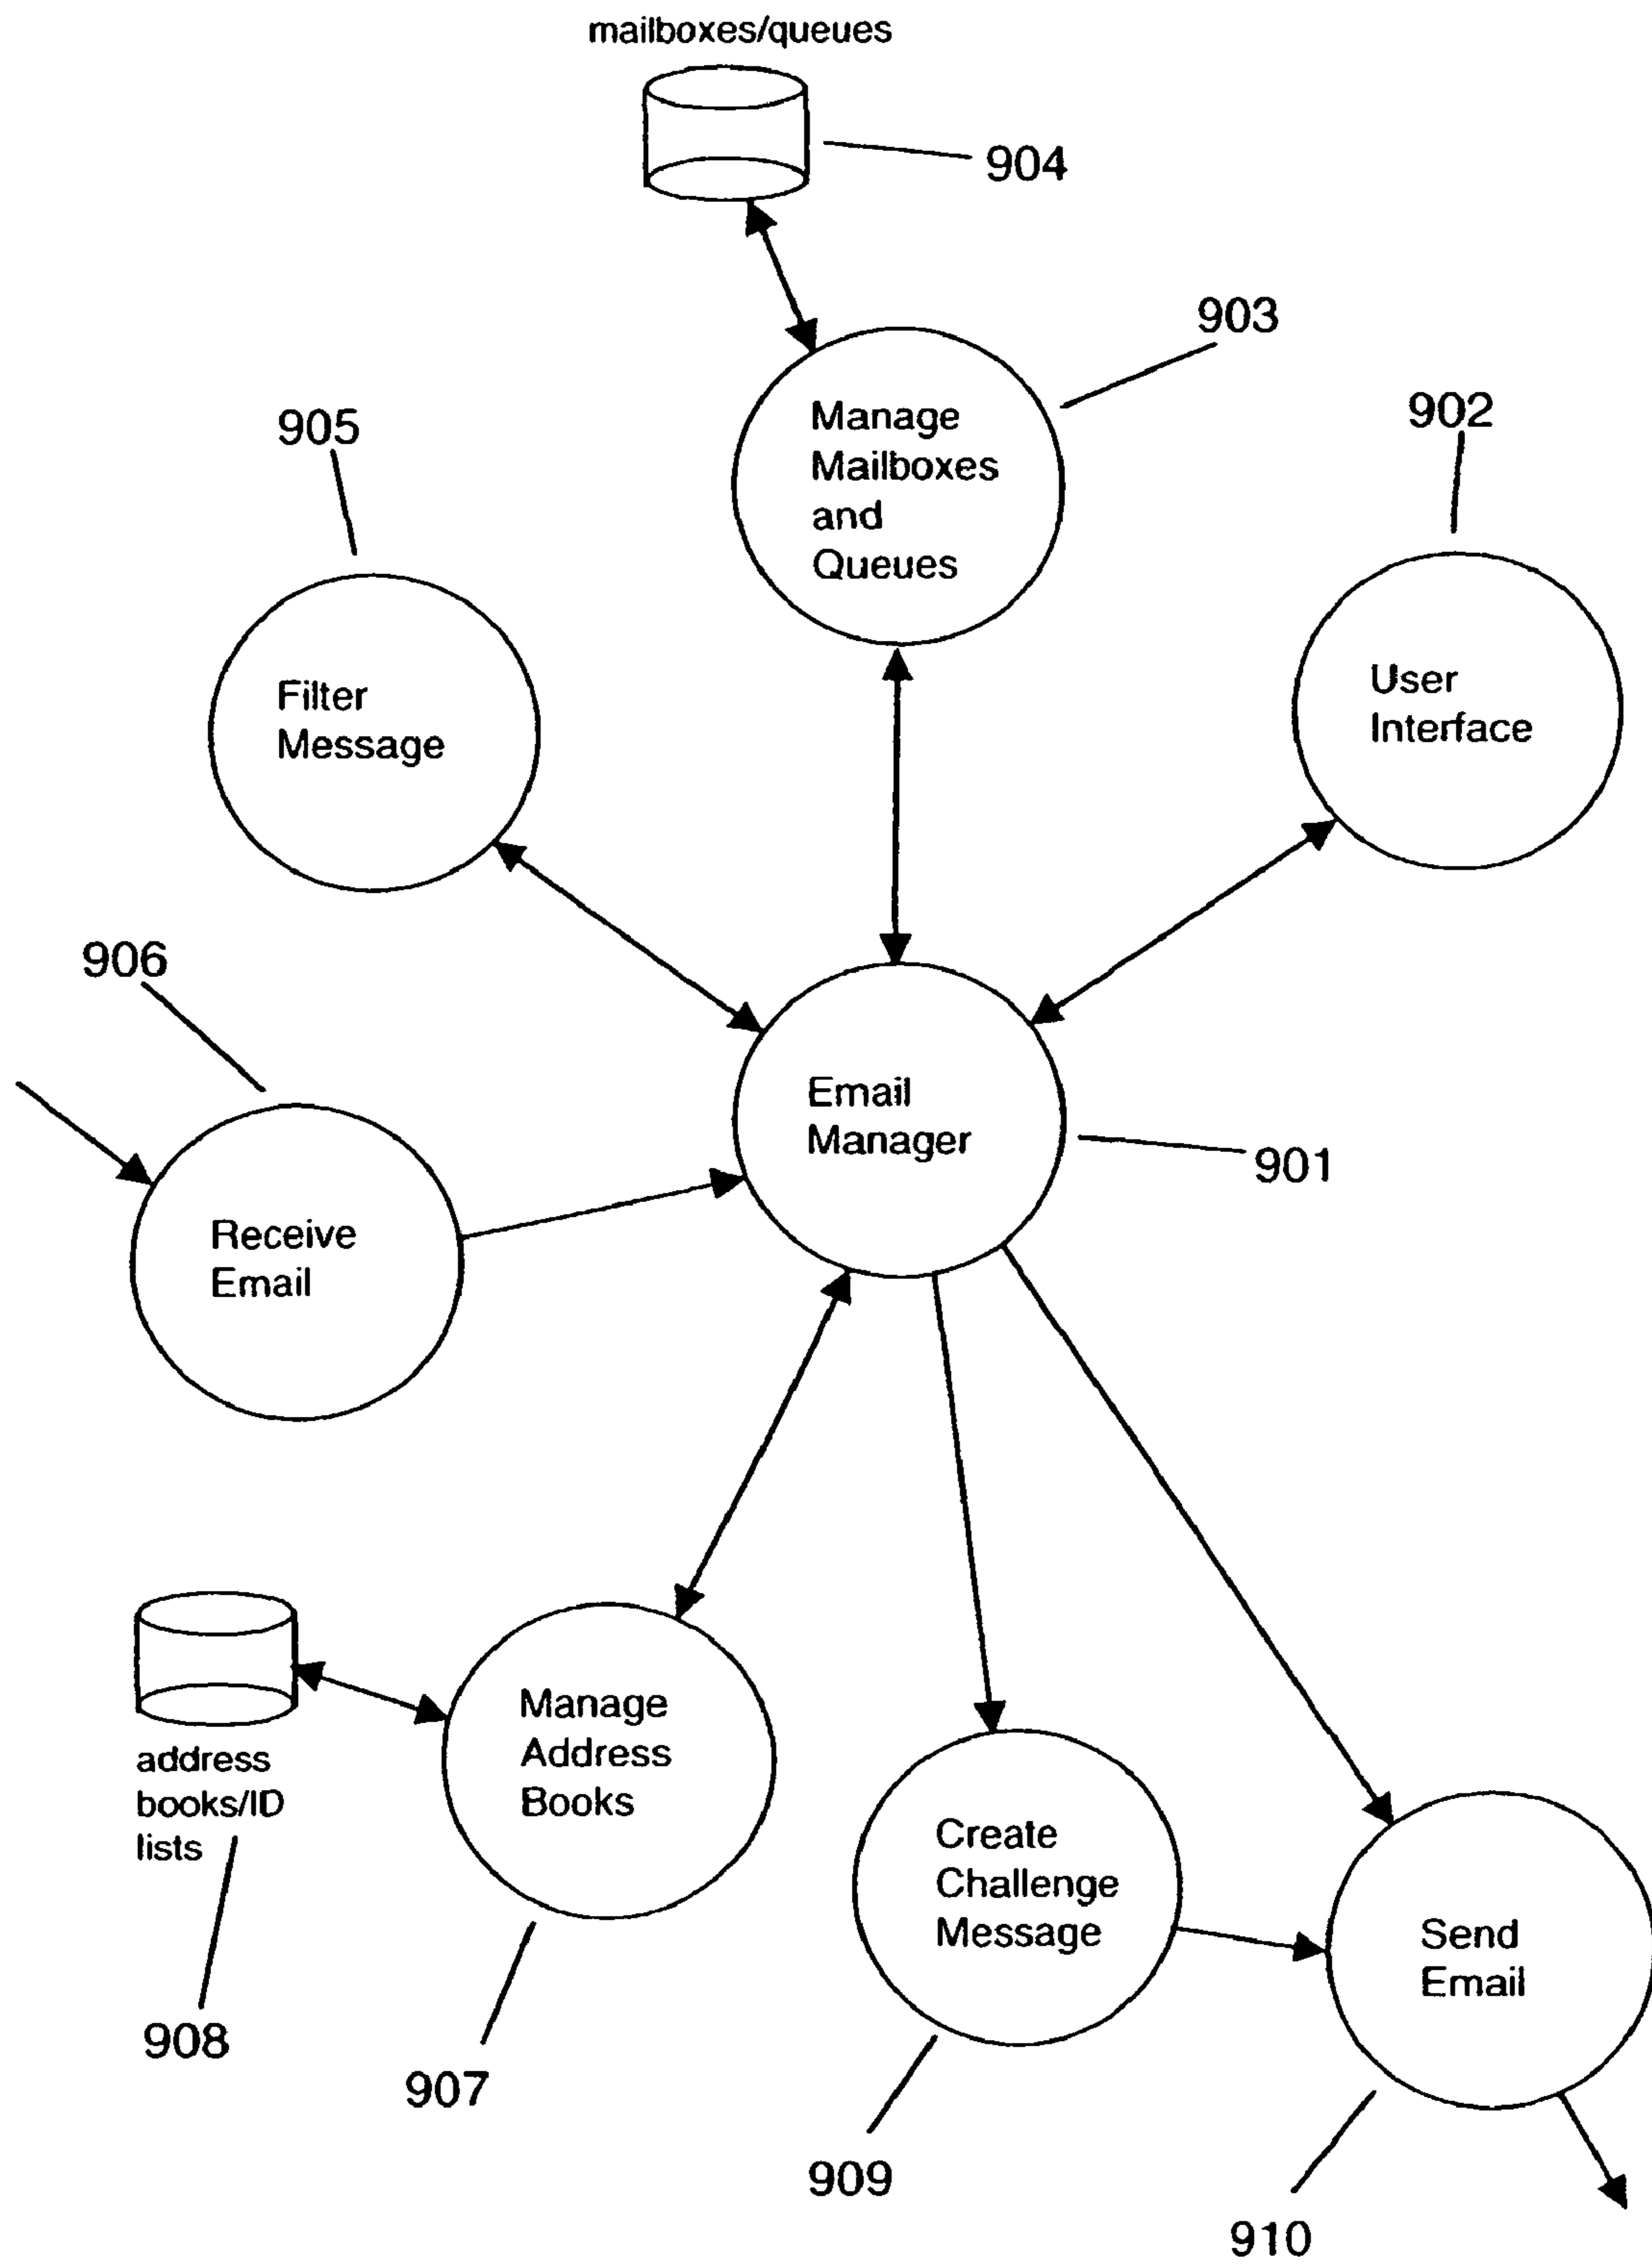 mailboxes/queues
904
903
Manage
Mailboxes
and
Queues
902
905
User
Interface
Filter
Message
906
Email
Manager
901
Receive
Email
Manage
Address
Books
address
books/ID
lists
Create
Challenge
Message
Send
Email
908
907
909
910